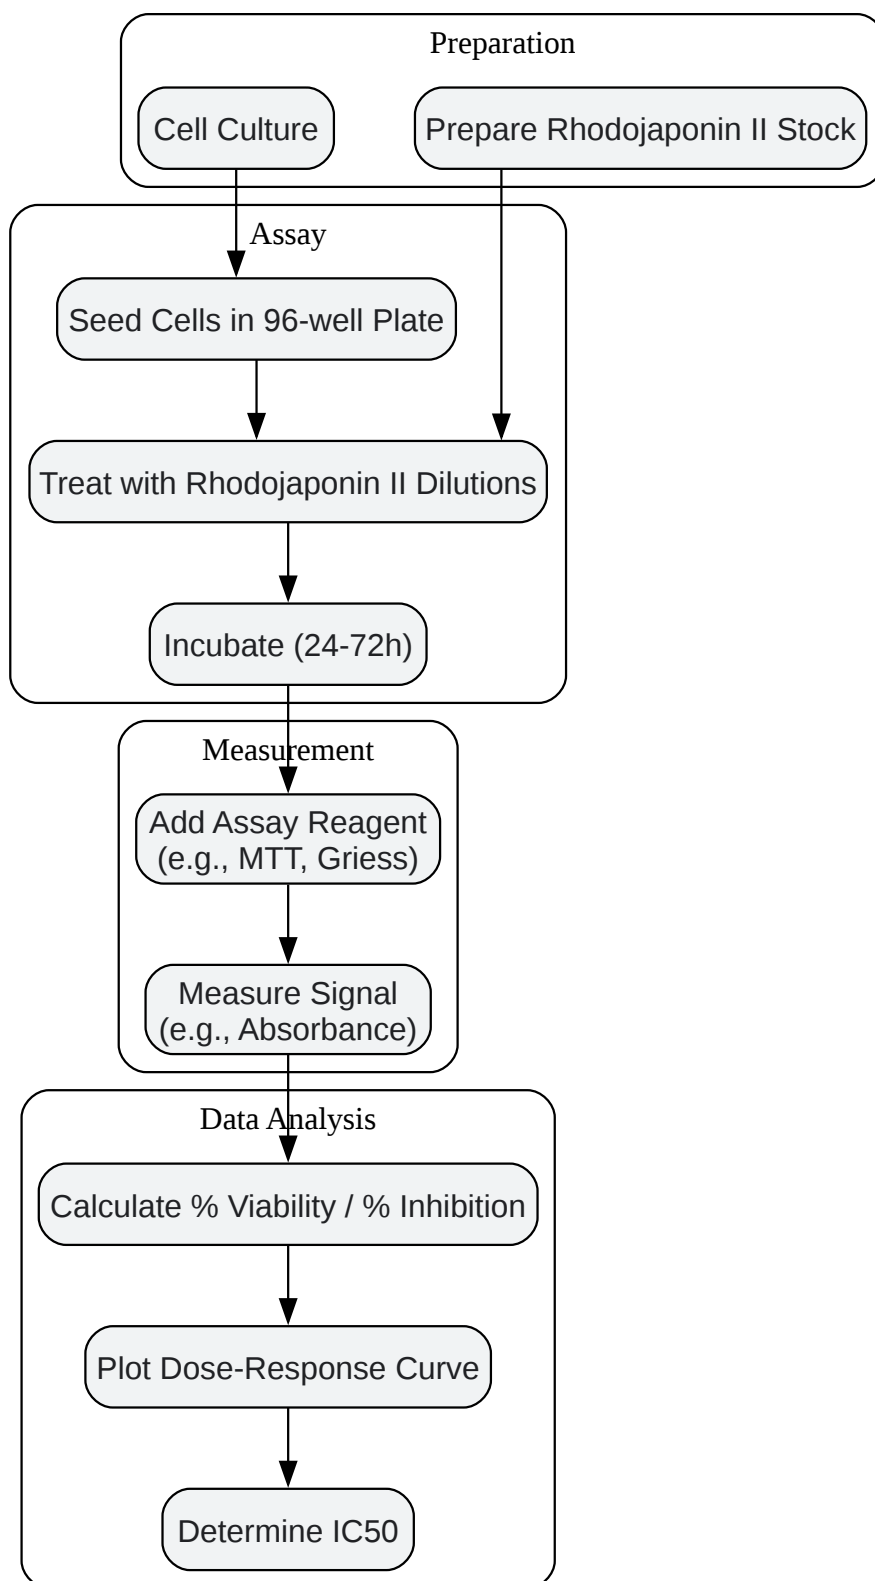 Preparation
Cell Culture
Prepare Rhodojaponin II Stock
Assay
Seed Cells in 96-well Plate
Treat with Rhodojaponin II Dilutions
Incubate (24-72h)
Measurement
Add Assay Reagent
(e.g., MTT, Griess)
Measure Signal
(e.g., Absorbance)
Data Analysis
Calculate % Viability / % Inhibition
Plot Dose-Response Curve
Determine IC50